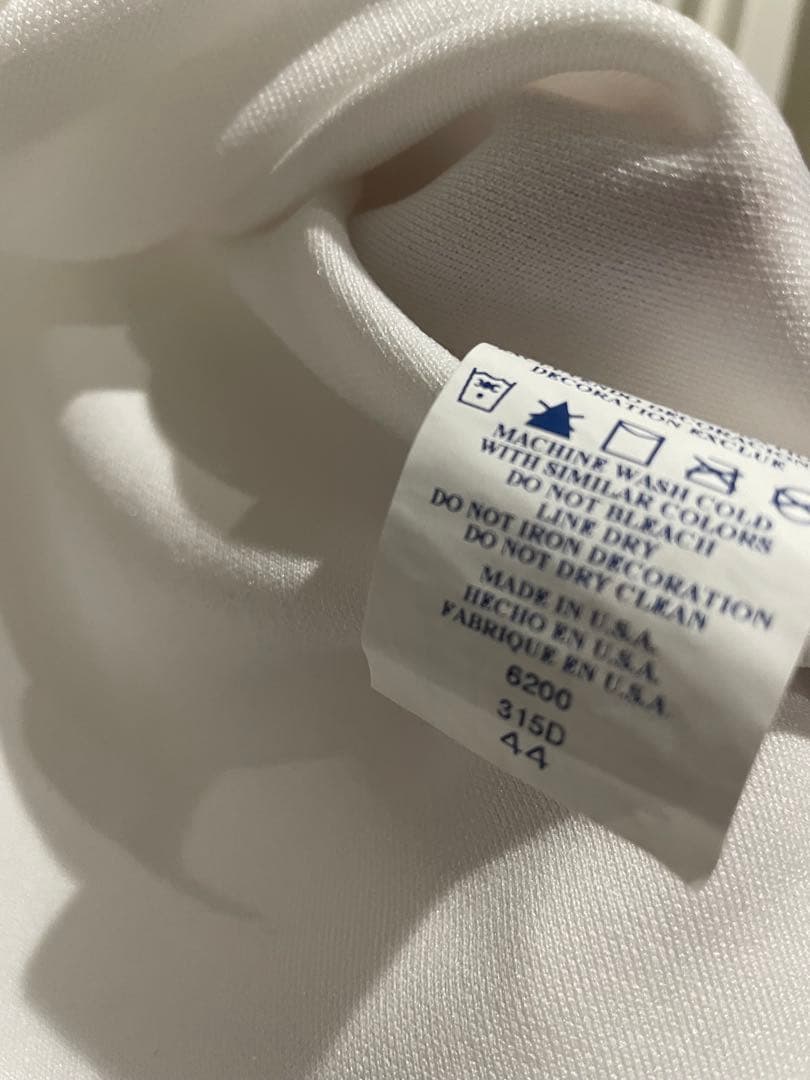 DECORATION EXCLUE
MACHINE WASH COLD
WITH SIMILAR COLORS
DO NOT BLEACH
LINE DRY
DO NOT IRON DECORATION
DO NOT DRY CLEAN
MADE IN U.S.A.
HECHO EN U.S.A.
FABRIQUE EN U.S.A.
6200
315D
44